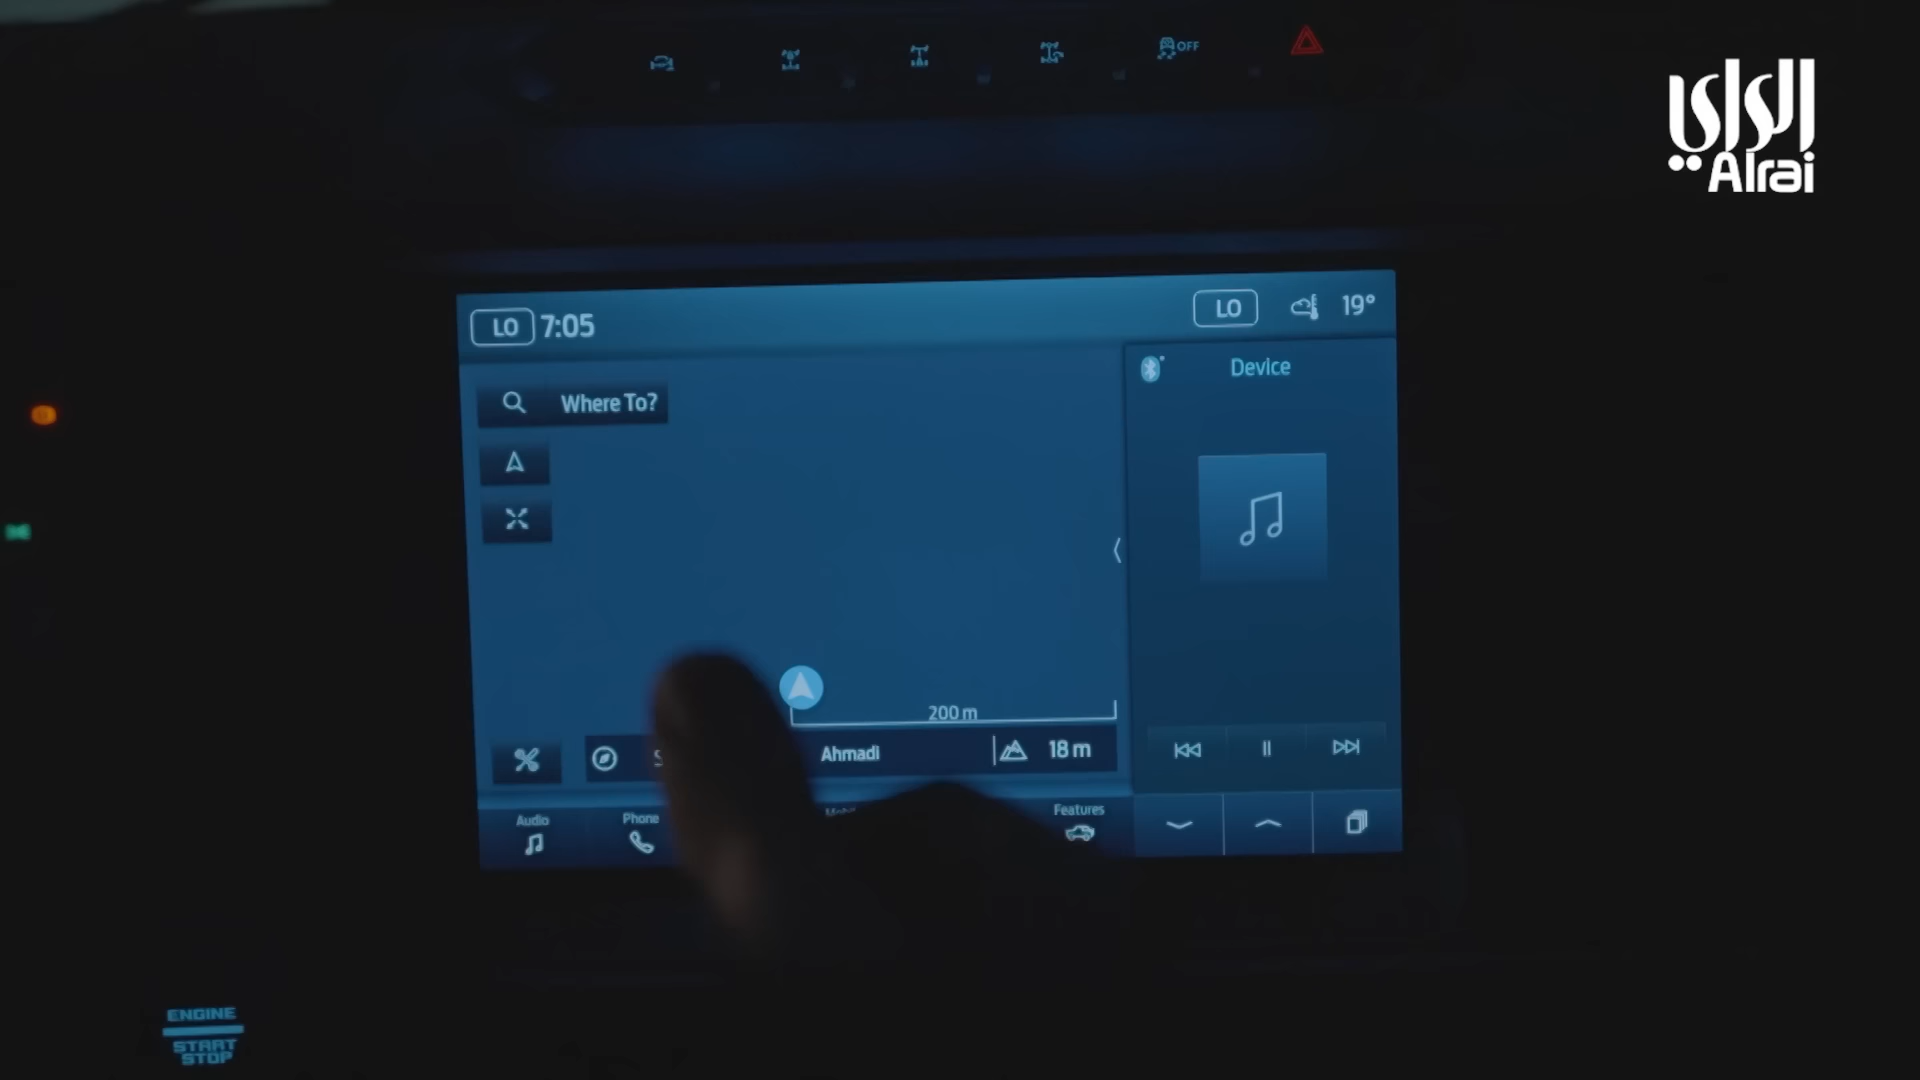 OFF
الراي
Alrai
LO 7:05
LO 19°
Device
Where To?
200 m
Ahmadi
18 m
Audio
Phone
Features
ENGINE
START
STOP